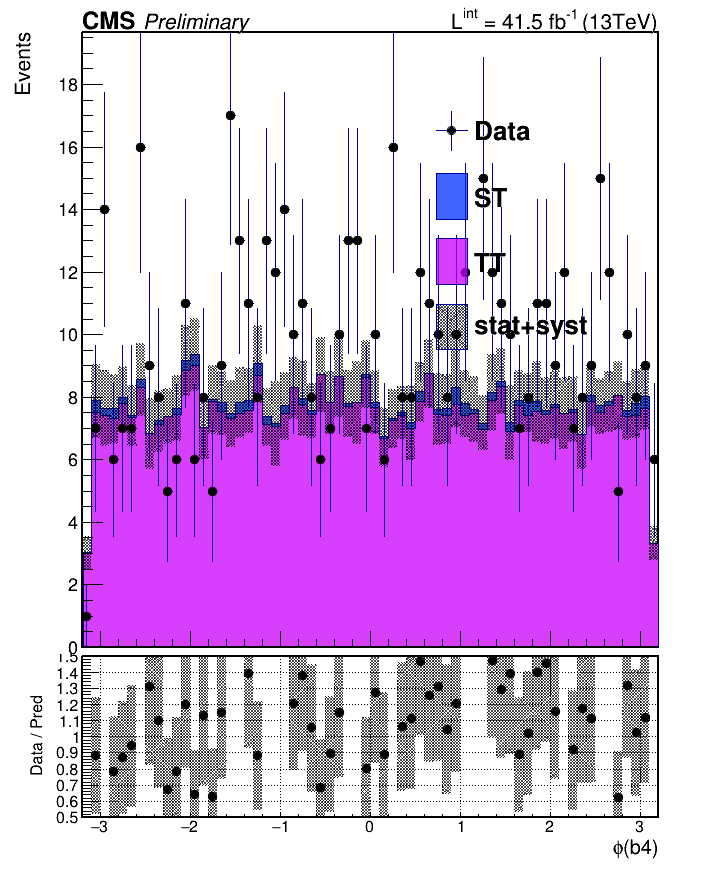 CMS Preliminary
L^int = 41.5 fb^-1 (13TeV)
Events
18
16
14
12
10
8
6
4
2
0
Data
ST
TT
stat+syst
Data / Pred
1.5
1.4
1.3
1.2
1.1
1
0.9
0.8
0.7
0.6
0.5
−3 −2 −1 0 1 2 3
ϕ(b4)